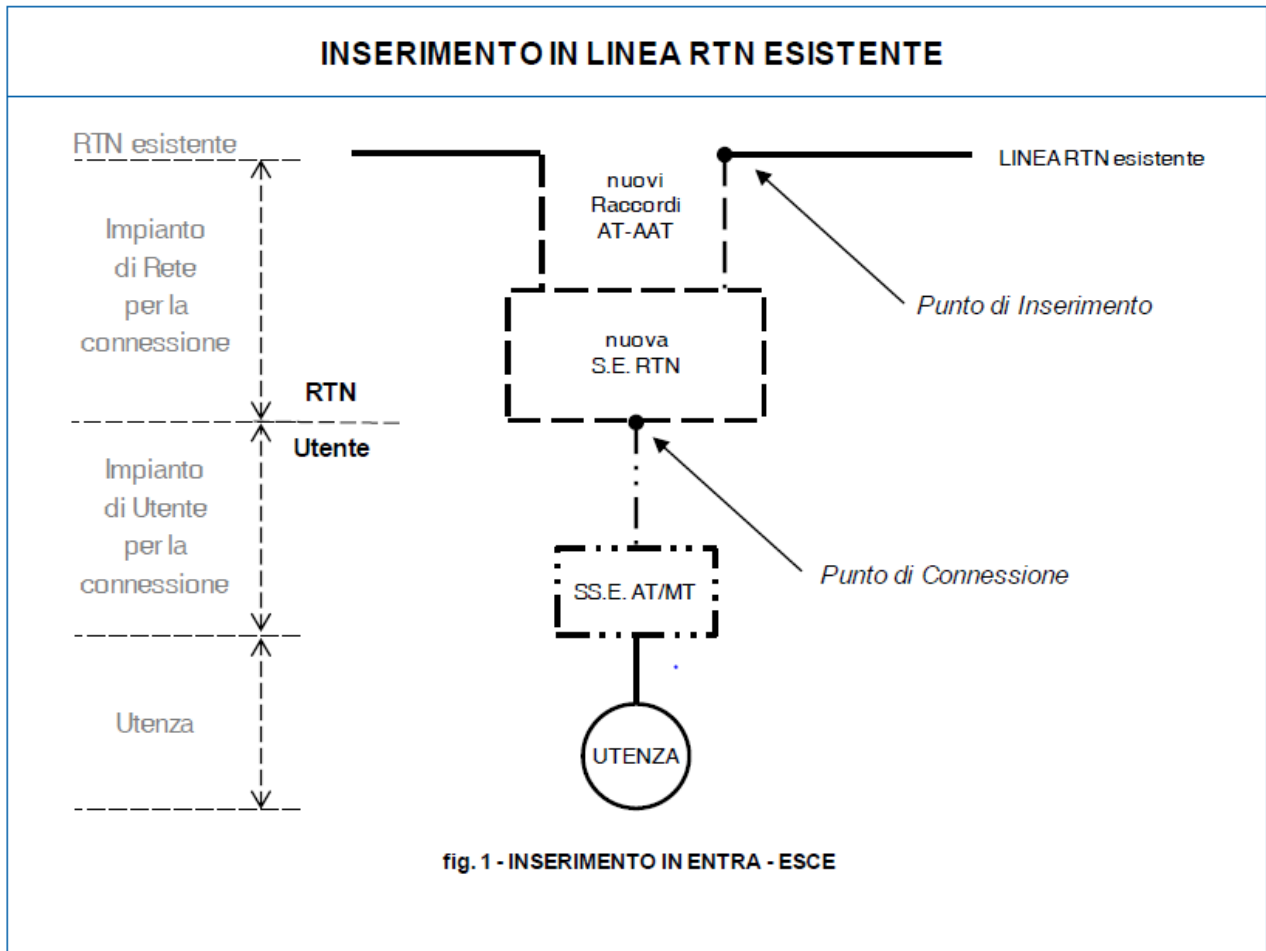 INSERIMENTO IN LINEA RTN ESISTENTE
RTN esistente
LINEA RTN esistente
nuovi
Raccordi
AT-AAT
Impianto
di Rete
per la
connessione
Punto di Inserimento
nuova
S.E. RTN
RTN
Utente
Impianto
di Utente
per la
connessione
Punto di Connessione
SS.E. AT/MT
Utenza
UTENZA
fig. 1 - INSERIMENTO IN ENTRA - ESCE